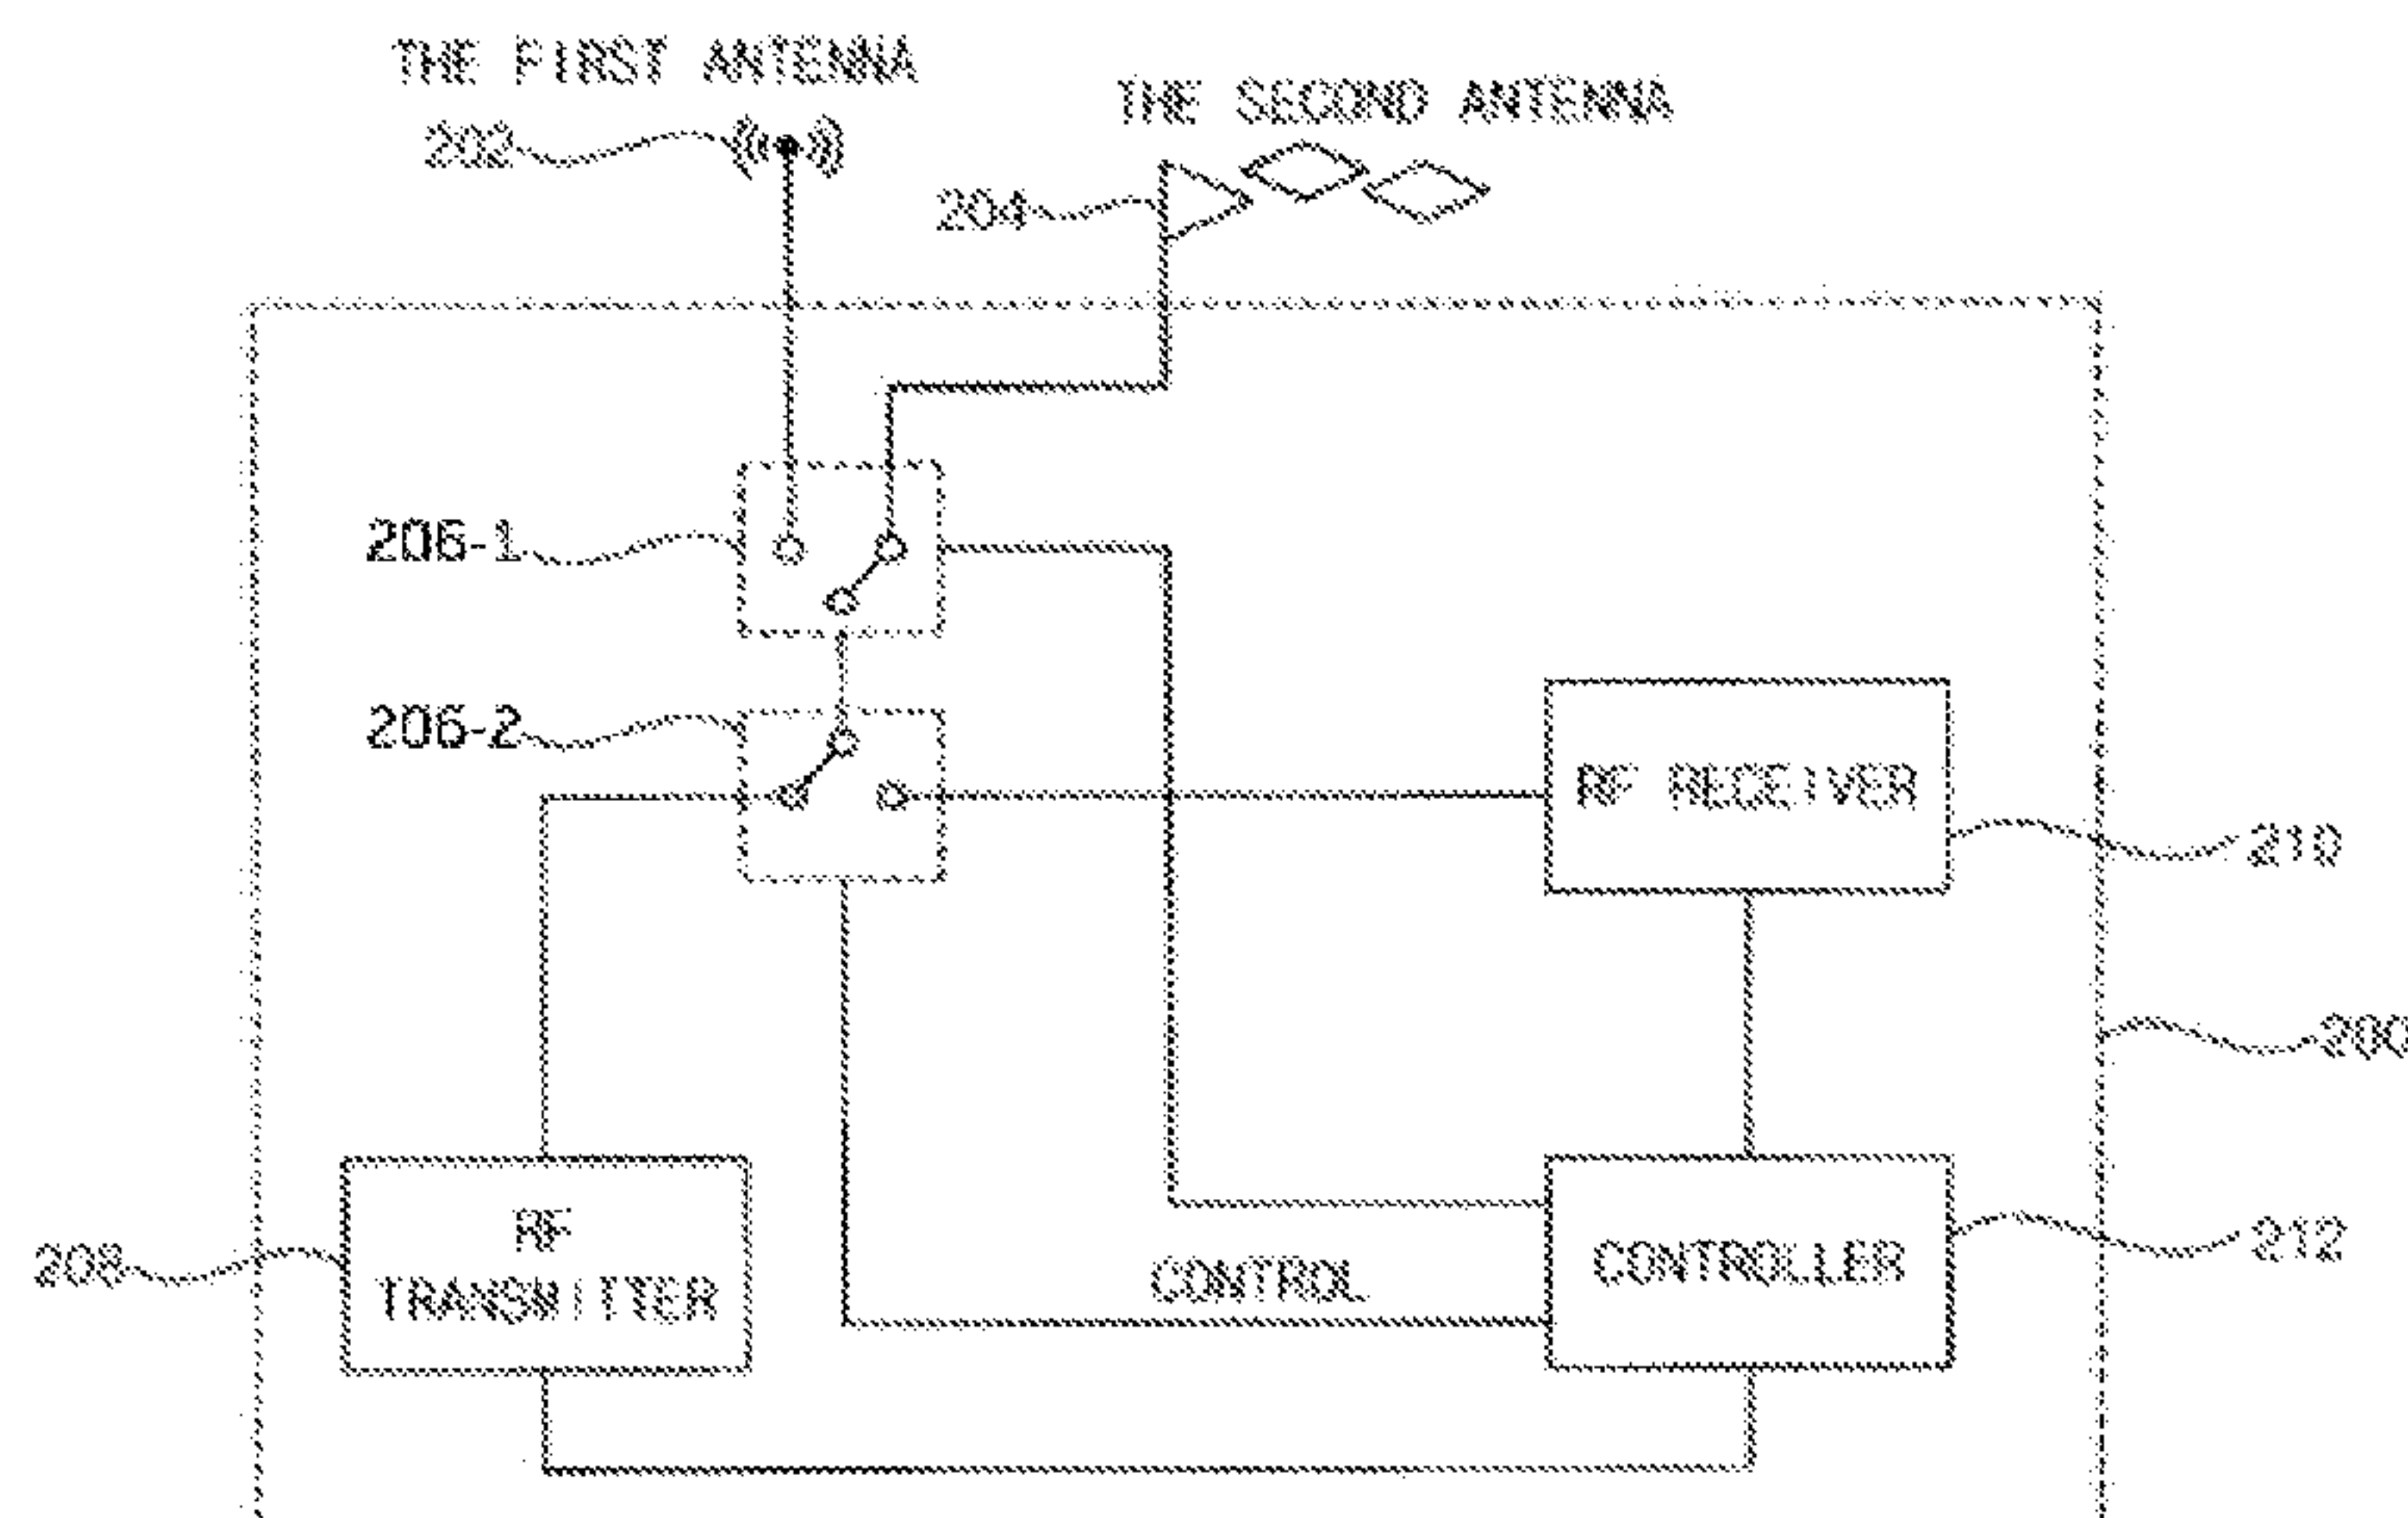 THE FIRST ANTENNA
THE SECOND ANTENNA
202
204
206-1
206-2
RF RECEIVER
210
200
RF
TRANSMITTER
208
CONTROL
CONTROLLER
212